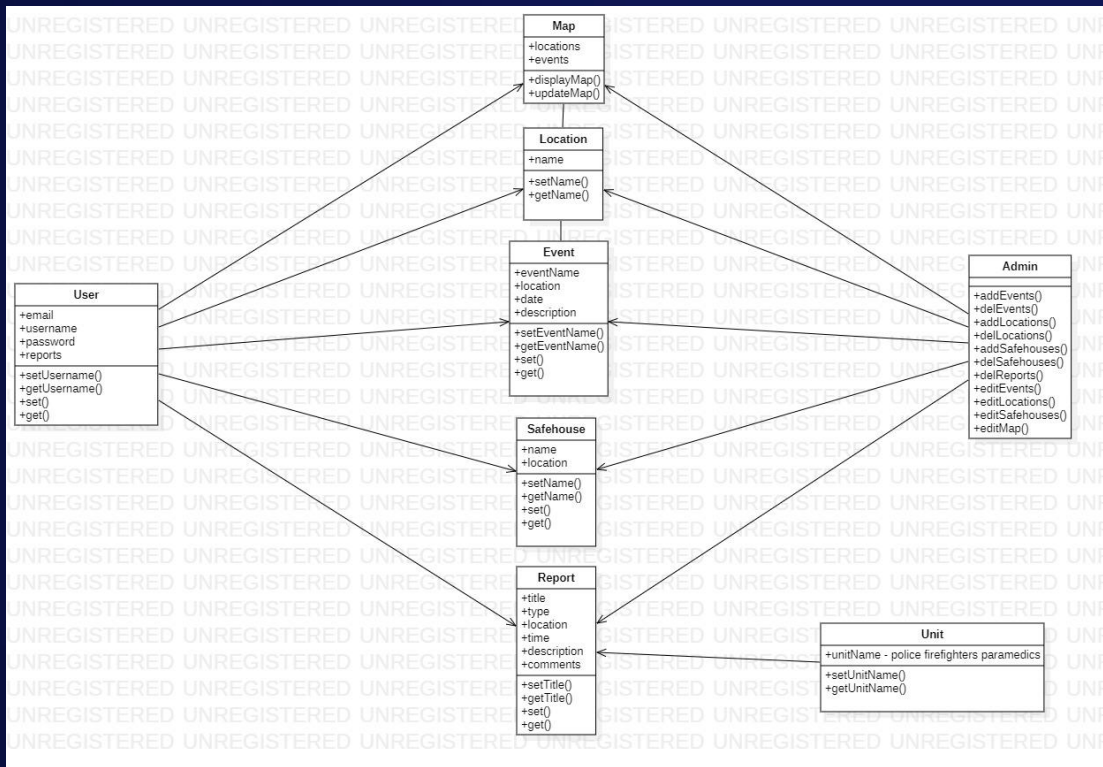 Map
+locations
+events
+displayMap()
+updateMap()
Location
+name
+setName()
+getName()
Event
+eventName
+location
+date
+description
+setEventName()
+getEventName()
+set()
+get()
User
+email
+username
+password
+reports
+setUsername()
+getUsername()
+set()
+get()
Admin
+addEvents()
+delEvents()
+addLocations()
+delLocations()
+addSafehouses()
+delSafehouses()
+delReports()
+editEvents()
+editLocations()
+editSafehouses()
+editMap()
Safehouse
+name
+location
+setName()
+getName()
+set()
+get()
Report
+title
+type
+location
+time
+description
+comments
+setTitle()
+getTitle()
+set()
+get()
Unit
+unitName - police firefighters paramedics
+setUnitName()
+getUnitName()
UNREGISTERED